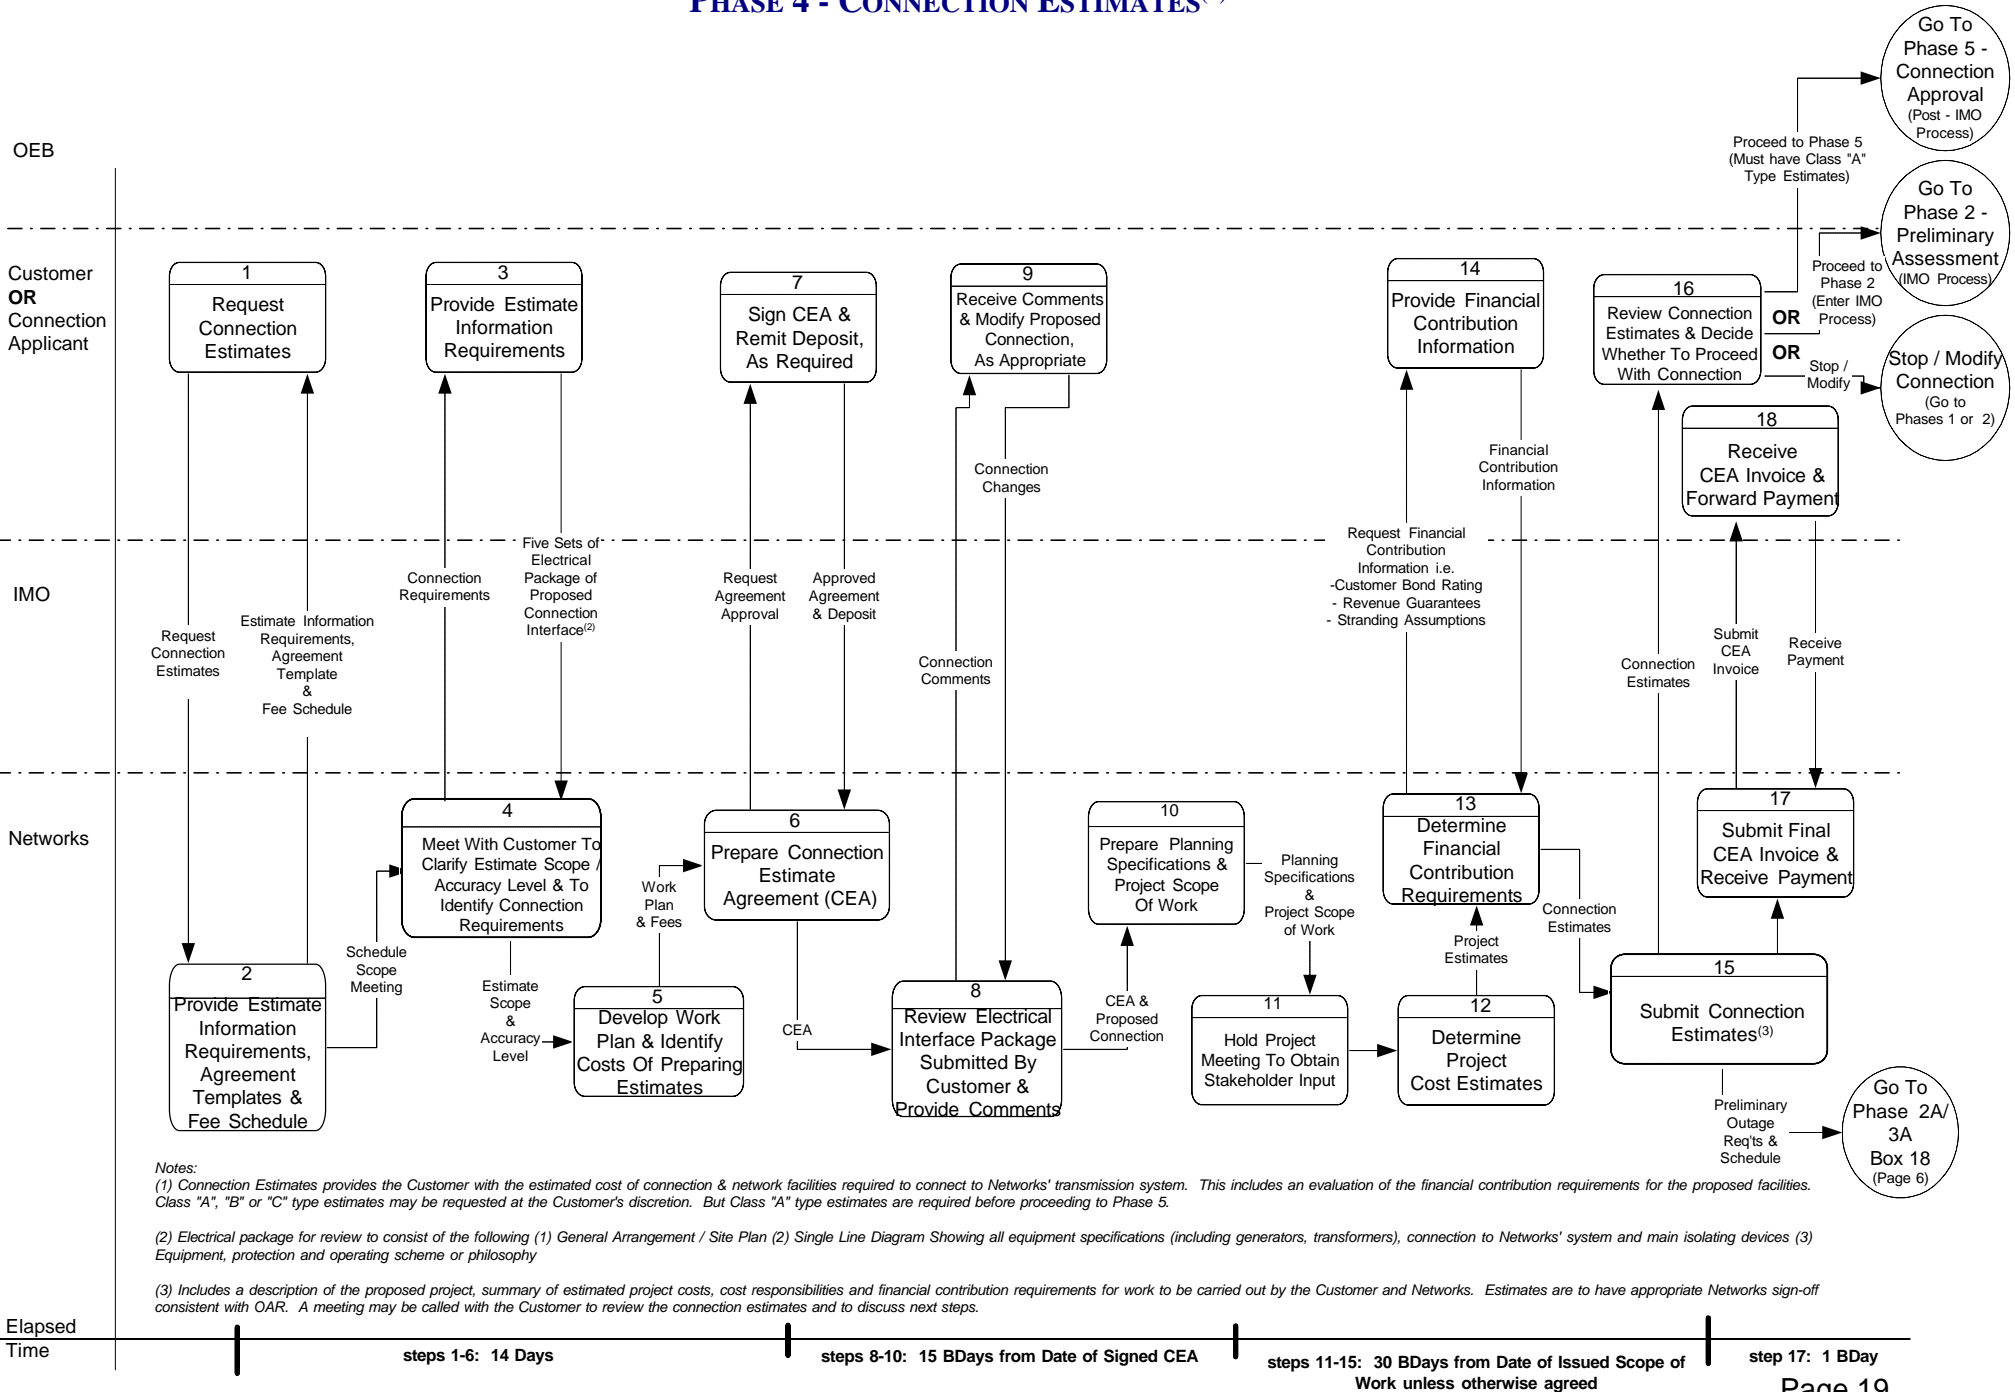 PHASE 4 - CONNECTION ESTIMATES
OEB
Customer
OR
Connection
Applicant
IMO
Networks
1
Request
Connection
Estimates
3
Provide Estimate
Information
Requirements
7
Sign CEA &
Remit Deposit,
As Required
9
Receive Comments
& Modify Proposed
Connection,
As Appropriate
14
Provide Financial
Contribution
Information
16
Review Connection
Estimates & Decide
Whether To Proceed
With Connection
18
Receive
CEA Invoice &
Forward Payment
Proceed to Phase 5
(Must have Class "A"
Type Estimates)
Go To
Phase 5 -
Connection
Approval
(Post - IMO
Process)
OR
Proceed to
Phase 2
(Enter IMO
Process)
Go To
Phase 2 -
Preliminary
Assessment
(IMO Process)
OR
Stop /
Modify
Stop / Modify
Connection
(Go to
Phases 1 or 2)
Request
Connection
Estimates
Estimate Information
Requirements,
Agreement
Template
&
Fee Schedule
Connection
Requirements
Five Sets of
Electrical
Package of
Proposed
Connection
Interface(2)
Request
Agreement
Approval
Approved
Agreement
& Deposit
Connection
Comments
Connection
Changes
Request Financial
Contribution
Information i.e.
-Customer Bond Rating
- Revenue Guarantees
- Stranding Assumptions
Financial
Contribution
Information
Connection
Estimates
Submit
CEA
Invoice
Receive
Payment
2
Provide Estimate
Information
Requirements,
Agreement
Templates &
Fee Schedule
Schedule
Scope
Meeting
4
Meet With Customer To
Clarify Estimate Scope /
Accuracy Level & To
Identify Connection
Requirements
Estimate
Scope
&
Accuracy
Level
5
Develop Work
Plan & Identify
Costs Of Preparing
Estimates
Work
Plan
& Fees
6
Prepare Connection
Estimate
Agreement (CEA)
CEA
8
Review Electrical
Interface Package
Submitted By
Customer &
Provide Comments
CEA &
Proposed
Connection
10
Prepare Planning
Specifications &
Project Scope
Of Work
Planning
Specifications
&
Project Scope
of Work
11
Hold Project
Meeting To Obtain
Stakeholder Input
12
Determine
Project
Cost Estimates
Project
Estimates
13
Determine
Financial
Contribution
Requirements
Connection
Estimates
15
Submit Connection
Estimates(3)
17
Submit Final
CEA Invoice &
Receive Payment
Preliminary
Outage
Req'ts &
Schedule
Go To
Phase 2A/
3A
Box 18
(Page 6)
Notes:
(1) Connection Estimates provides the Customer with the estimated cost of connection & network facilities required to connect to Networks' transmission system. This includes an evaluation of the financial contribution requirements for the proposed facilities.
Class "A", "B" or "C" type estimates may be requested at the Customer's discretion. But Class "A" type estimates are required before proceeding to Phase 5.
(2) Electrical package for review to consist of the following (1) General Arrangement / Site Plan (2) Single Line Diagram Showing all equipment specifications (including generators, transformers), connection to Networks' system and main isolating devices (3)
Equipment, protection and operating scheme or philosophy
(3) Includes a description of the proposed project, summary of estimated project costs, cost responsibilities and financial contribution requirements for work to be carried out by the Customer and Networks. Estimates are to have appropriate Networks sign-off
consistent with OAR. A meeting may be called with the Customer to review the connection estimates and to discuss next steps.
Elapsed
Time
steps 1-6: 14 Days
steps 8-10: 15 BDays from Date of Signed CEA
steps 11-15: 30 BDays from Date of Issued Scope of
Work unless otherwise agreed
step 17: 1 BDay
Page 19